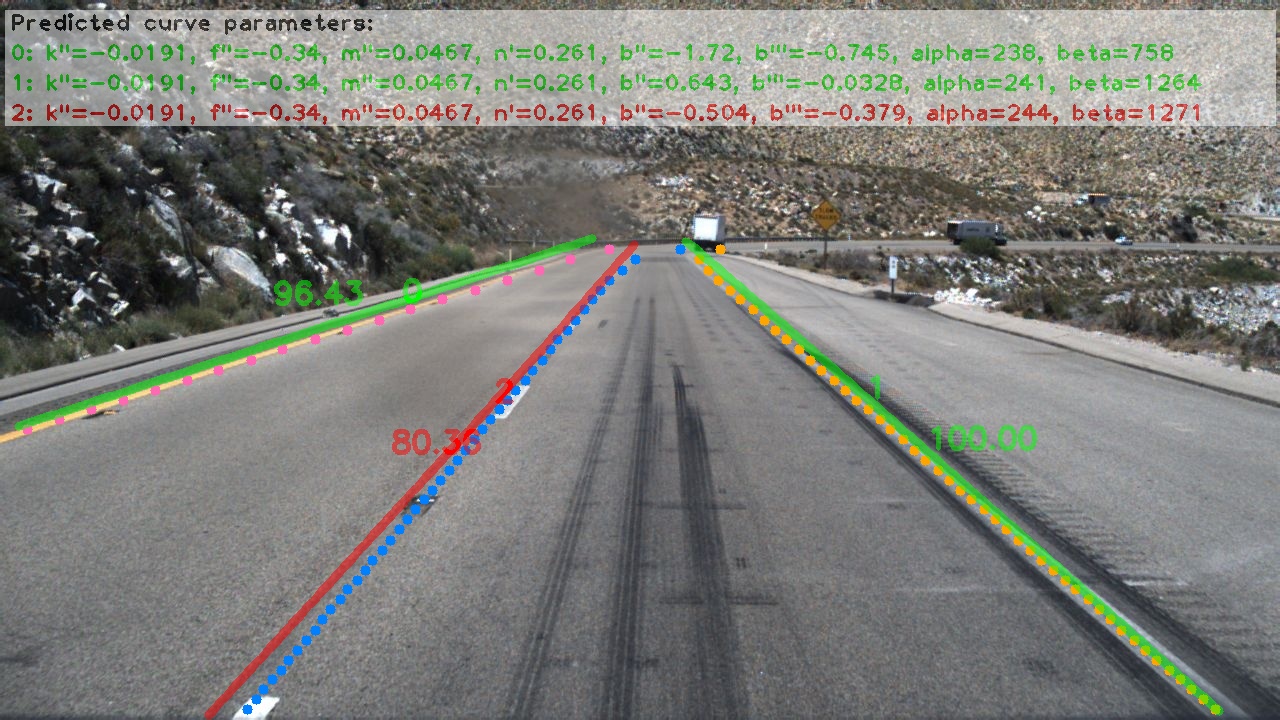 Predicted curve parameters:
0: k''=-0.0191, f''=-0.34, m''=0.0467, n'=0.261, b''=-1.72, b'''=-0.745, alpha=238, beta=758
1: k''=-0.0191, f''=-0.34, m''=0.0467, n'=0.261, b''=0.643, b'''=-0.0328, alpha=241, beta=1264
2: k''=-0.0191, f''=-0.34, m''=0.0467, n'=0.261, b''=-0.504, b'''=-0.379, alpha=244, beta=1271
96.43 0
2
1
100.00